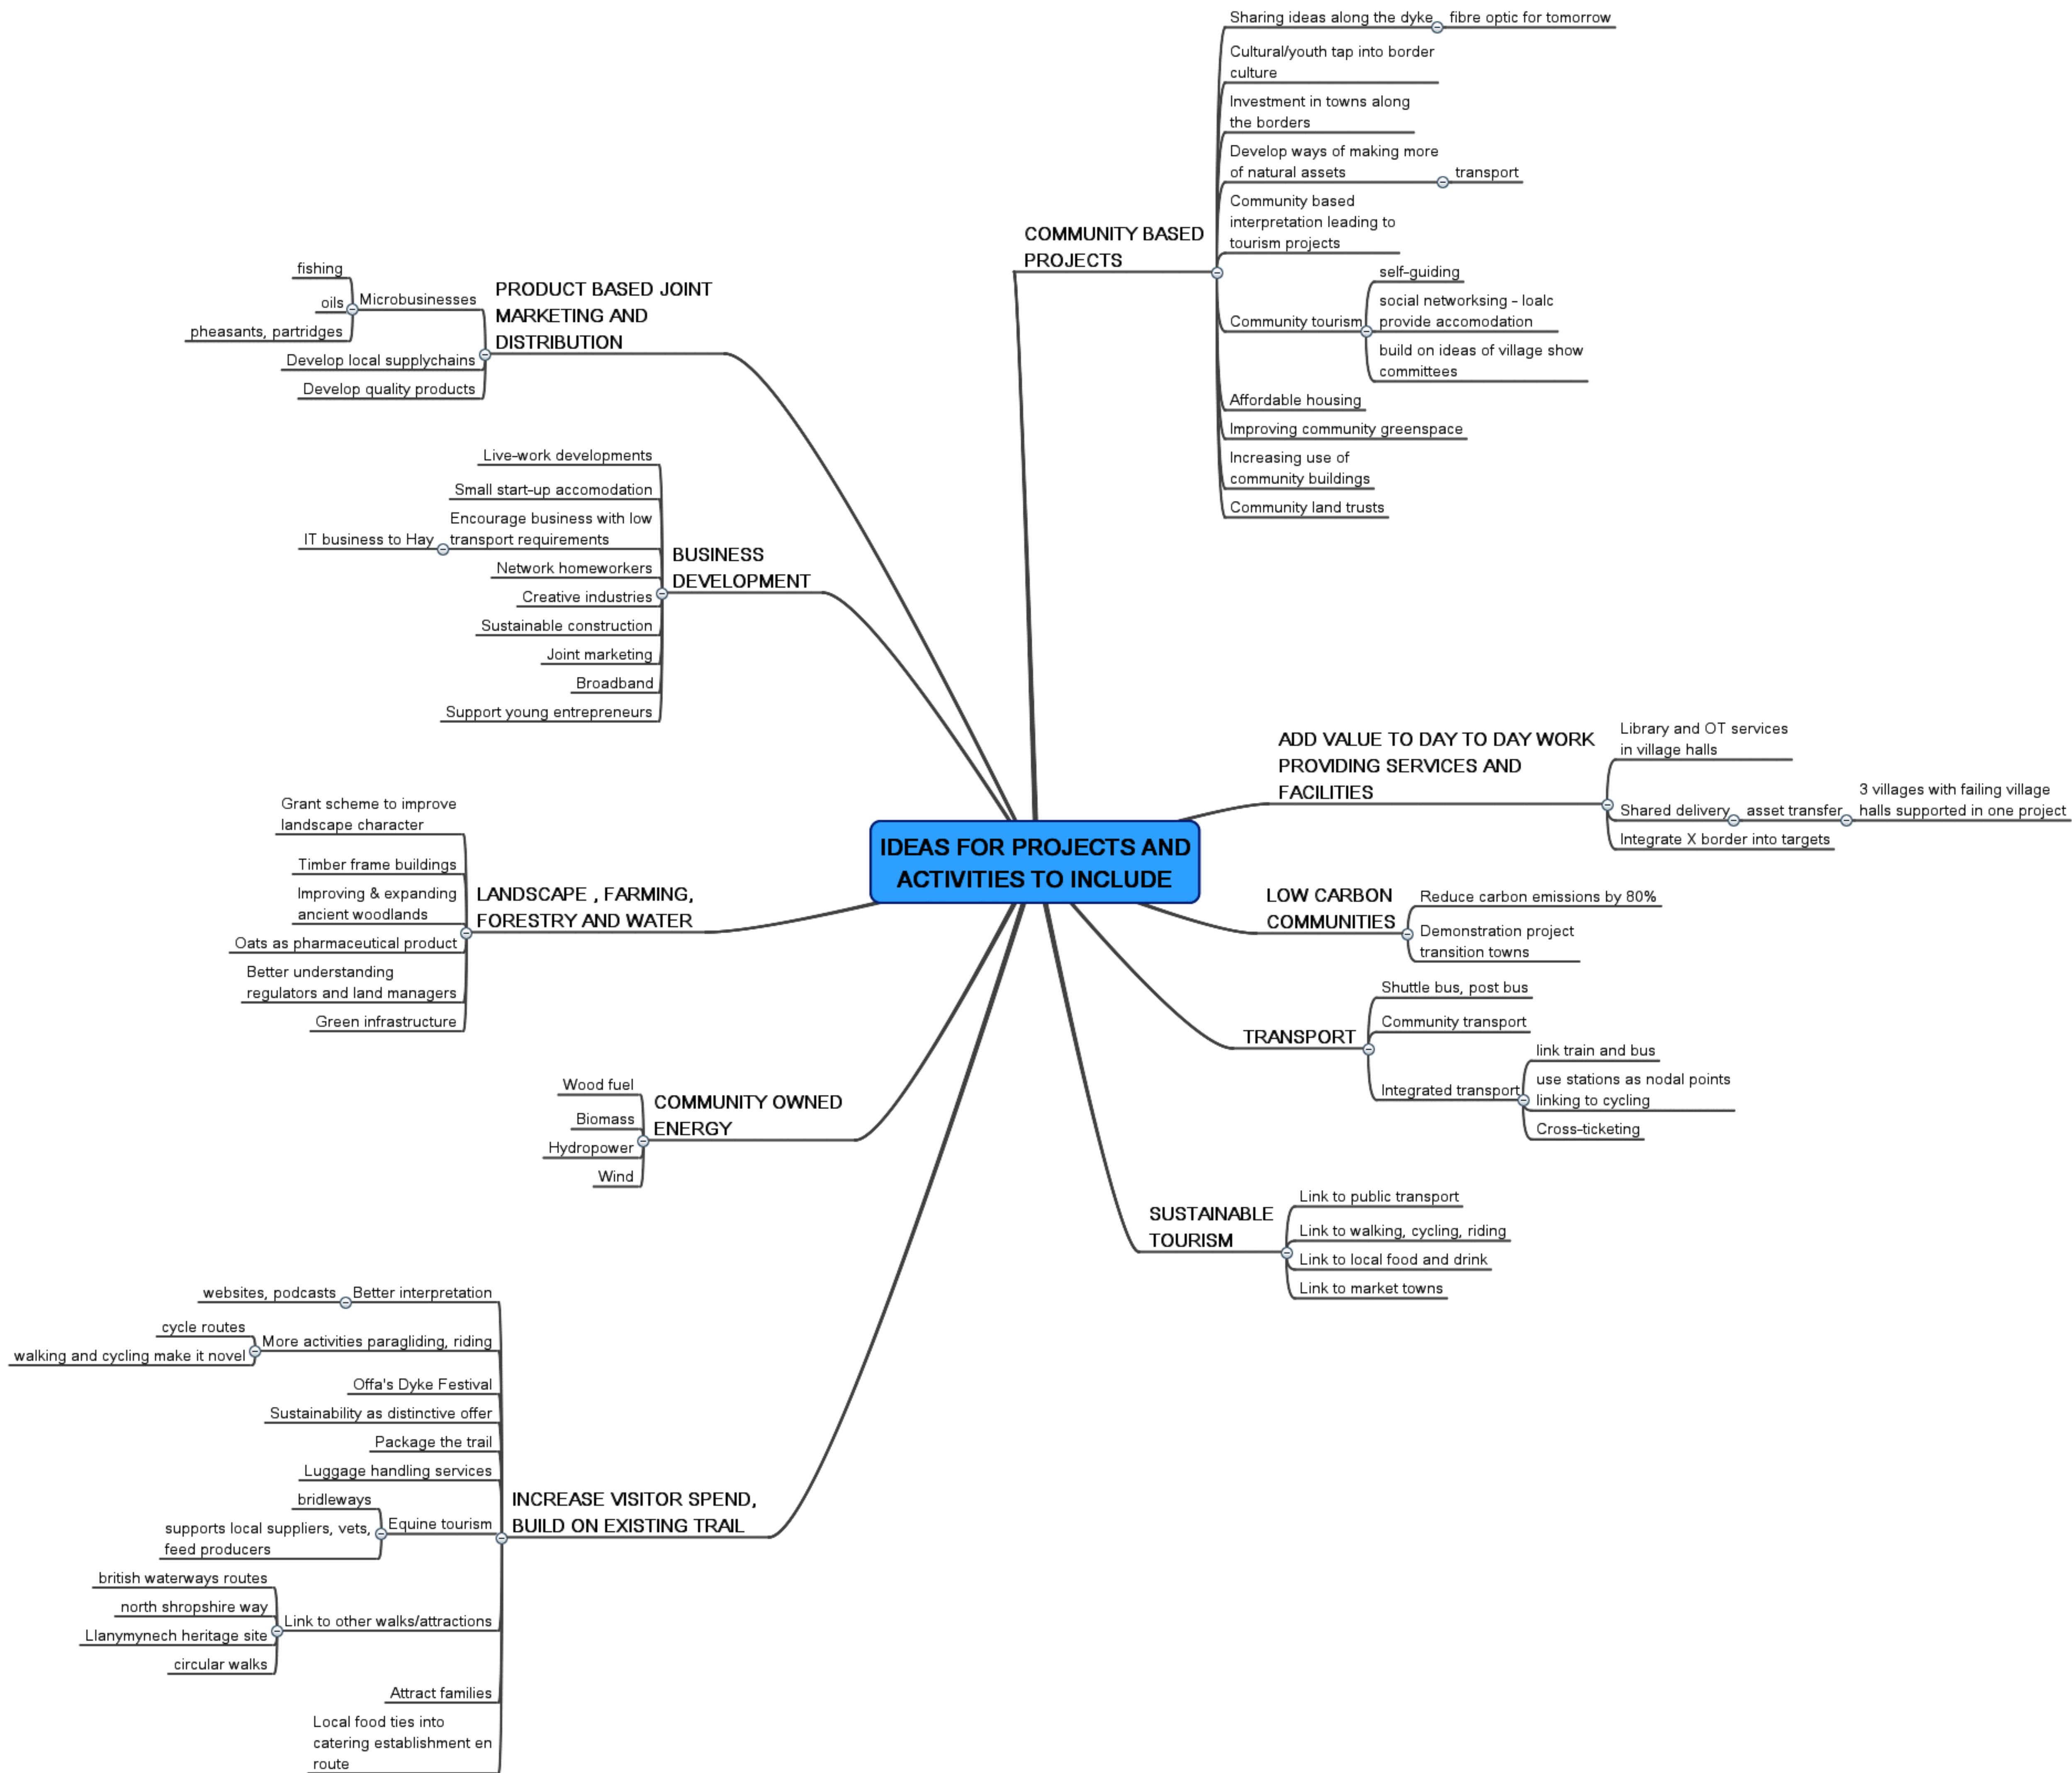 IDEAS FOR PROJECTS AND
ACTIVITIES TO INCLUDE
COMMUNITY BASED
PROJECTS
Sharing ideas along the dyke
fibre optic for tomorrow
Cultural/youth tap into border
culture
Investment in towns along
the borders
Develop ways of making more
of natural assets
transport
Community based
interpretation leading to
tourism projects
Community tourism
self-guiding
social networksing - loalc
provide accomodation
build on ideas of village show
committees
Affordable housing
Improving community greenspace
Increasing use of
community buildings
Community land trusts
ADD VALUE TO DAY TO DAY WORK
PROVIDING SERVICES AND
FACILITIES
Library and OT services
in village halls
Shared delivery
asset transfer
3 villages with failing village
halls supported in one project
Integrate X border into targets
LOW CARBON
COMMUNITIES
Reduce carbon emissions by 80%
Demonstration project
transition towns
TRANSPORT
Shuttle bus, post bus
Community transport
Integrated transport
link train and bus
use stations as nodal points
linking to cycling
Cross-ticketing
SUSTAINABLE
TOURISM
Link to public transport
Link to walking, cycling, riding
Link to local food and drink
Link to market towns
PRODUCT BASED JOINT
MARKETING AND
DISTRIBUTION
Microbusinesses
fishing
oils
pheasants, partridges
Develop local supplychains
Develop quality products
BUSINESS
DEVELOPMENT
Live-work developments
Small start-up accomodation
Encourage business with low
transport requirements
IT business to Hay
Network homeworkers
Creative industries
Sustainable construction
Joint marketing
Broadband
Support young entrepreneurs
LANDSCAPE , FARMING,
FORESTRY AND WATER
Grant scheme to improve
landscape character
Timber frame buildings
Improving & expanding
ancient woodlands
Oats as pharmaceutical product
Better understanding
regulators and land managers
Green infrastructure
COMMUNITY OWNED
ENERGY
Wood fuel
Biomass
Hydropower
Wind
INCREASE VISITOR SPEND,
BUILD ON EXISTING TRAIL
Better interpretation
websites, podcasts
More activities paragliding, riding
cycle routes
walking and cycling make it novel
Offa's Dyke Festival
Sustainability as distinctive offer
Package the trail
Luggage handling services
Equine tourism
bridleways
supports local suppliers, vets,
feed producers
Link to other walks/attractions
british waterways routes
north shropshire way
Llanymynech heritage site
circular walks
Attract families
Local food ties into
catering establishment en
route